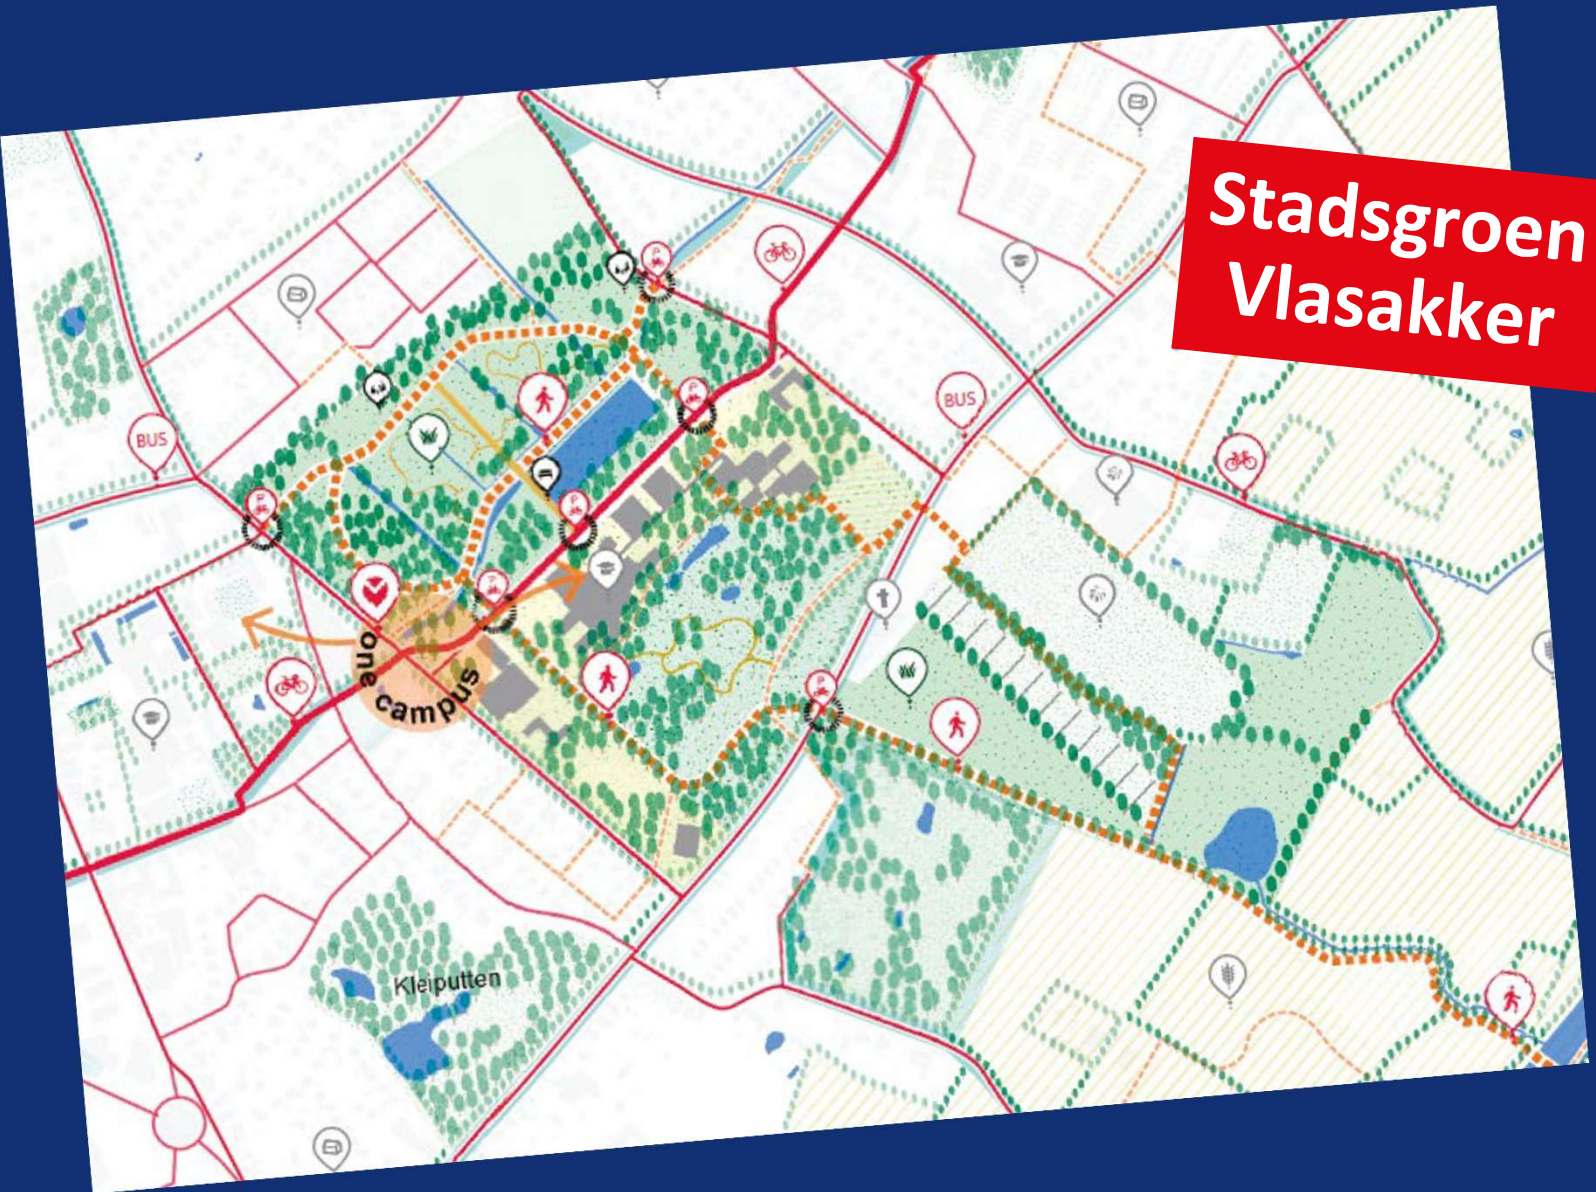 Stadsgroen
Vlasakker
P
BUS
P
BUS
P
P
P
one campus
P
Kleiputten